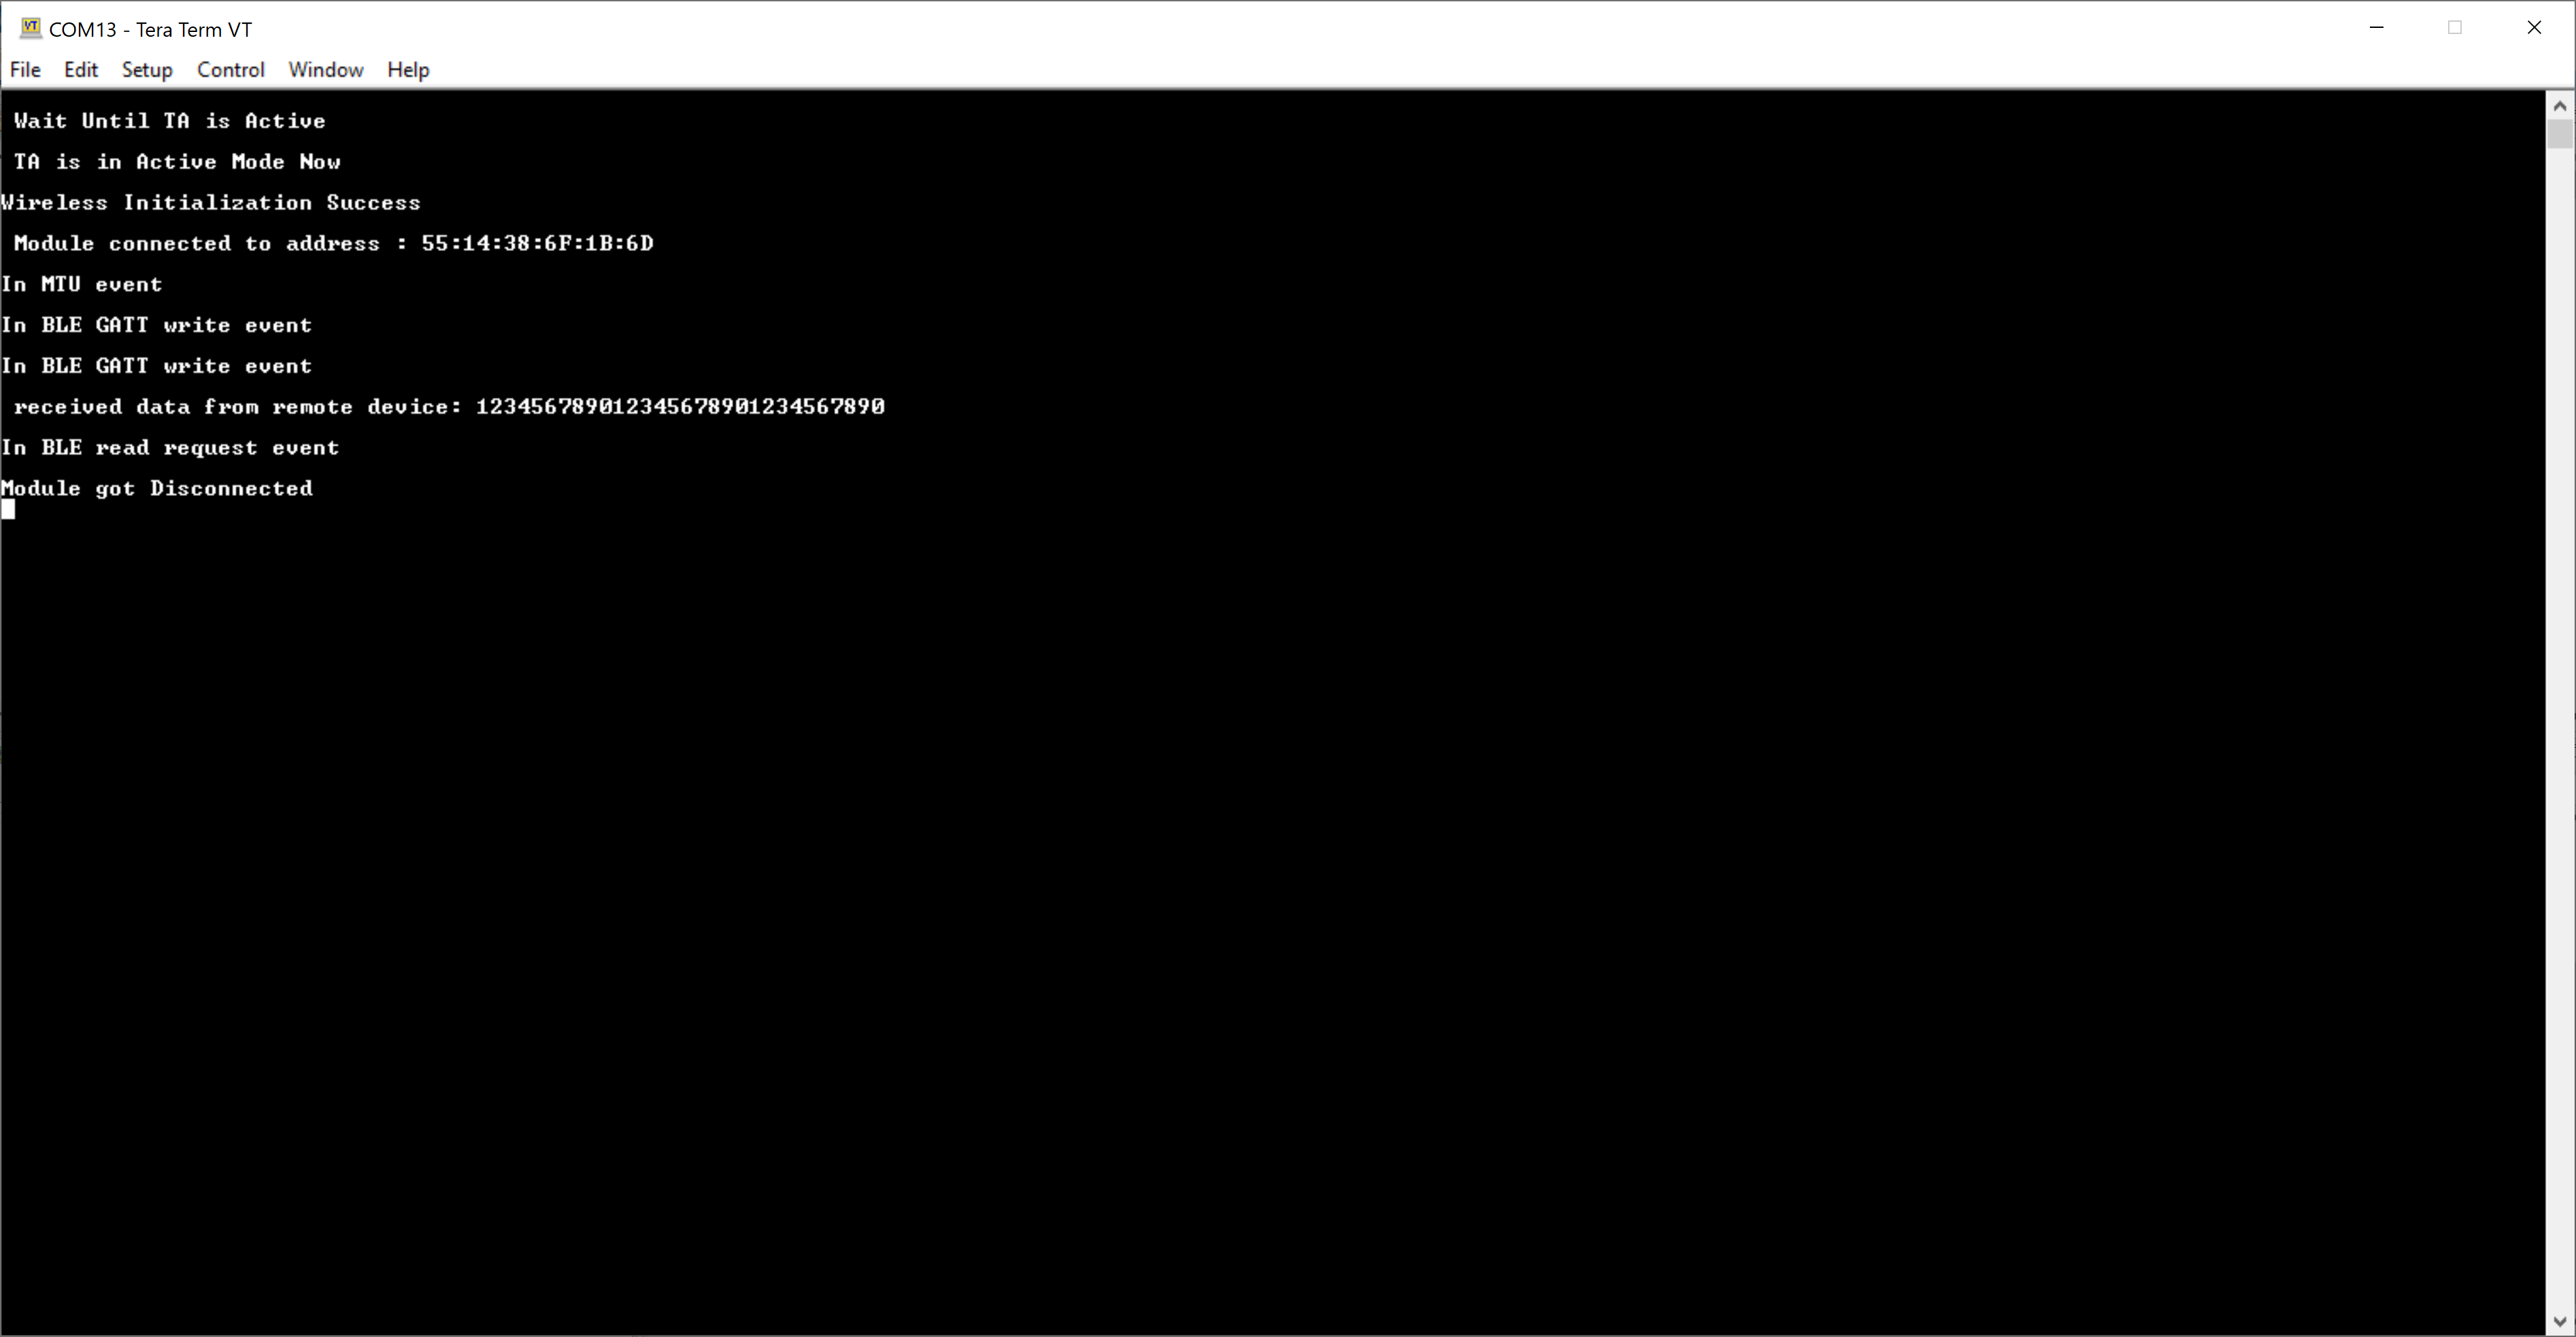 COM13 - Tera Term VT
File Edit Setup Control Window Help
Wait Until TA is Active
TA is in Active Mode Now
Wireless Initialization Success
Module connected to address : 55:14:38:6F:1B:6D
In MTU event
In BLE GATT write event
In BLE GATT write event
received data from remote device: 123456789012345678901234567890
In BLE read request event
Module got Disconnected